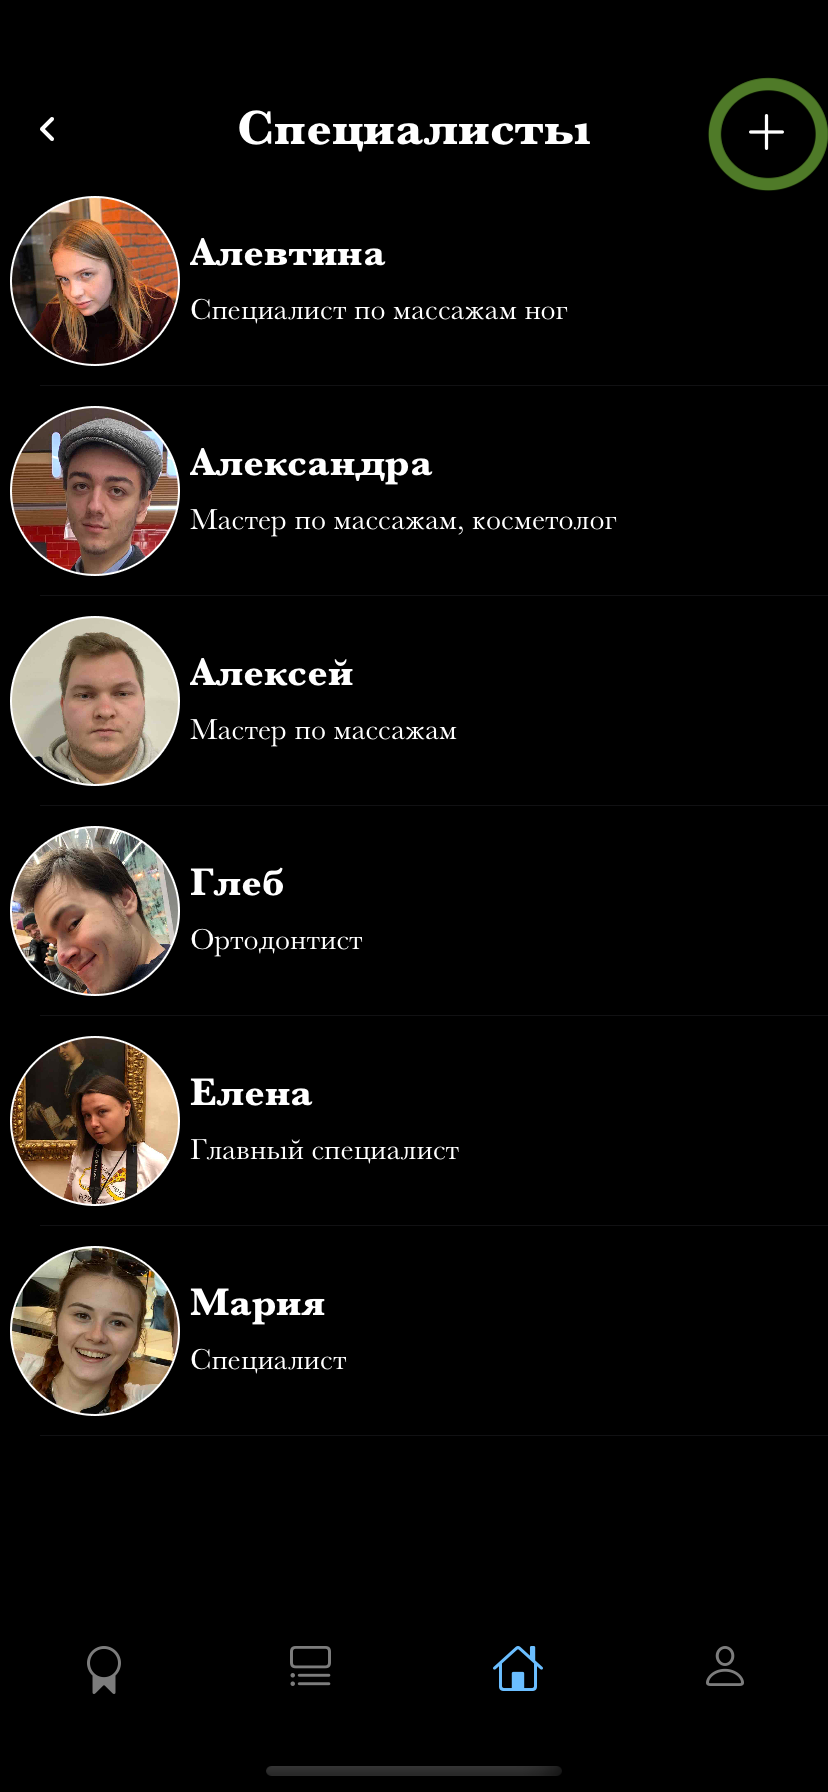 Специалисты
Алевтина
Специалист по массажам ног
Александра
Мастер по массажам, косметолог
Алексей
Мастер по массажам
Глеб
Ортодонтист
Елена
Главный специалист
Мария
Специалист